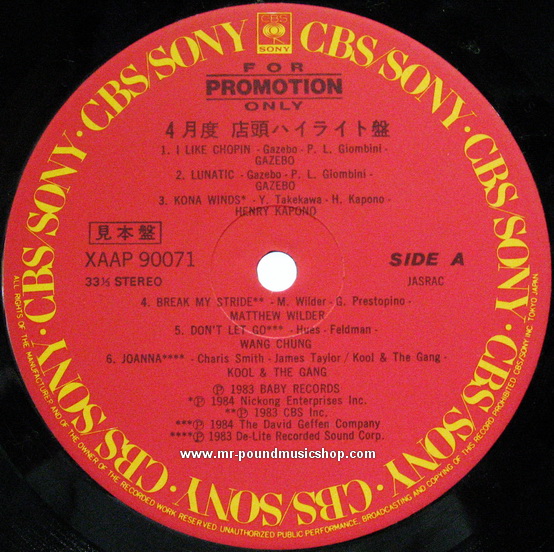 CBS/SONY · CBS/SONY · CBS/SONY · CBS/SONY · CBS/SONY · CBS/SONY · CBS/SONY ·
CBS
SONY
FOR
PROMOTION
ONLY
4月度 店頭ハイライト盤
1. I LIKE CHOPIN - Gazebo - P. L. Giombini -
GAZEBO
2. LUNATIC - Gazebo - P. L. Giombini -
GAZEBO
3. KONA WINDS* - Y. Takekawa - H. Kapono -
HENRY KAPONO
見本盤
XAAP 90071
33⅓ STEREO
SIDE A
JASRAC
4. BREAK MY STRIDE** - M. Wilder - G. Prestopino -
MATTHEW WILDER
5. DON'T LET GO*** - Hues - Feldman -
WANG CHUNG
6. JOANNA**** - Charis Smith - James Taylor / Kool & The Gang -
KOOL & THE GANG
Ⓟ 1983 BABY RECORDS
*Ⓟ 1984 Nickong Enterprises Inc.
**Ⓟ 1983 CBS Inc.
***Ⓟ 1984 The David Geffen Company
****Ⓟ 1983 De-Lite Recorded Sound Corp.
www.mr-poundmusicshop.com
ALL RIGHTS OF THE MANUFACTURER AND OF THE OWNER OF THE RECORDED WORK RESERVED UNAUTHORIZED PUBLIC PERFORMANCE, BROADCASTING AND COPYING OF THIS RECORD PROHIBITED CBS/SONY INC. TOKYO JAPAN